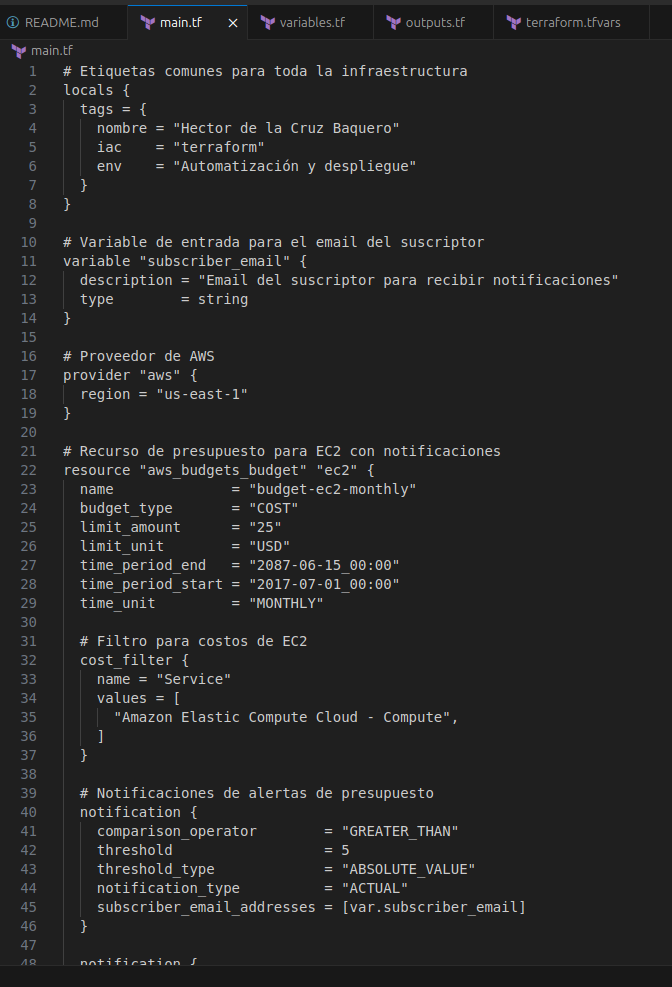 README.md main.tf variables.tf outputs.tf terraform.tfvars
main.tf
1 # Etiquetas comunes para toda la infraestructura
2 locals {
3   tags = {
4     nombre = "Hector de la Cruz Baquero"
5     iac    = "terraform"
6     env    = "Automatización y despliegue"
7   }
8 }
9
10 # Variable de entrada para el email del suscriptor
11 variable "subscriber_email" {
12   description = "Email del suscriptor para recibir notificaciones"
13   type        = string
14 }
15
16 # Proveedor de AWS
17 provider "aws" {
18   region = "us-east-1"
19 }
20
21 # Recurso de presupuesto para EC2 con notificaciones
22 resource "aws_budgets_budget" "ec2" {
23   name              = "budget-ec2-monthly"
24   budget_type       = "COST"
25   limit_amount      = "25"
26   limit_unit        = "USD"
27   time_period_end   = "2087-06-15_00:00"
28   time_period_start = "2017-07-01_00:00"
29   time_unit         = "MONTHLY"
30
31   # Filtro para costos de EC2
32   cost_filter {
33     name = "Service"
34     values = [
35       "Amazon Elastic Compute Cloud - Compute",
36     ]
37   }
38
39   # Notificaciones de alertas de presupuesto
40   notification {
41     comparison_operator        = "GREATER_THAN"
42     threshold                  = 5
43     threshold_type             = "ABSOLUTE_VALUE"
44     notification_type          = "ACTUAL"
45     subscriber_email_addresses = [var.subscriber_email]
46   }
47
48   notification {